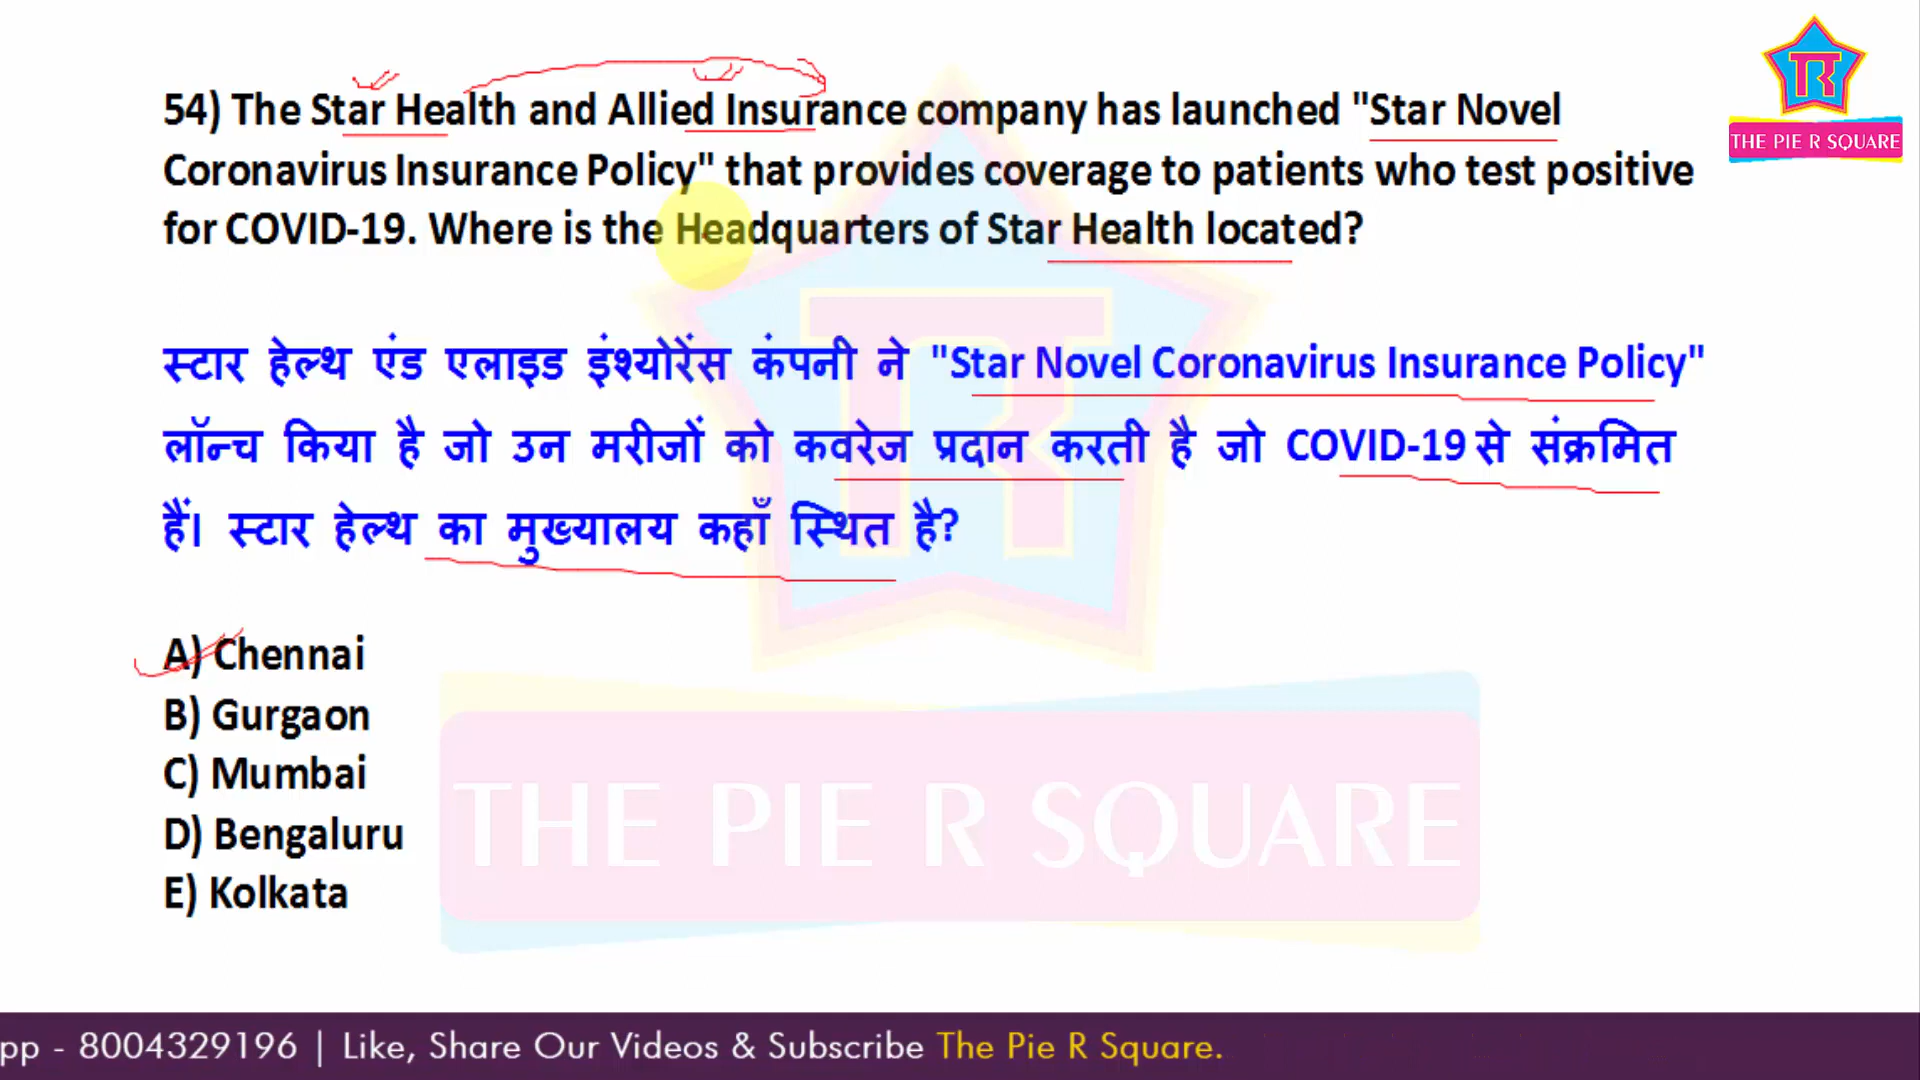 54) The Star Health and Allied Insurance company has launched "Star Novel
Coronavirus Insurance Policy" that provides coverage to patients who test positive
for COVID-19. Where is the Headquarters of Star Health located?
स्टार हेल्थ एंड एलाइड इंश्योरेंस कंपनी ने "Star Novel Coronavirus Insurance Policy"
लॉन्च किया है जो उन मरीजों को कवरेज प्रदान करती है जो COVID-19 से संक्रमित
हैं। स्टार हेल्थ का मुख्यालय कहाँ स्थित है?
A) Chennai
B) Gurgaon
C) Mumbai
D) Bengaluru
E) Kolkata
THE PIE R SQUARE
THE PIE R SQUARE
pp - 8004329196 | Like, Share Our Videos & Subscribe The Pie R Square.